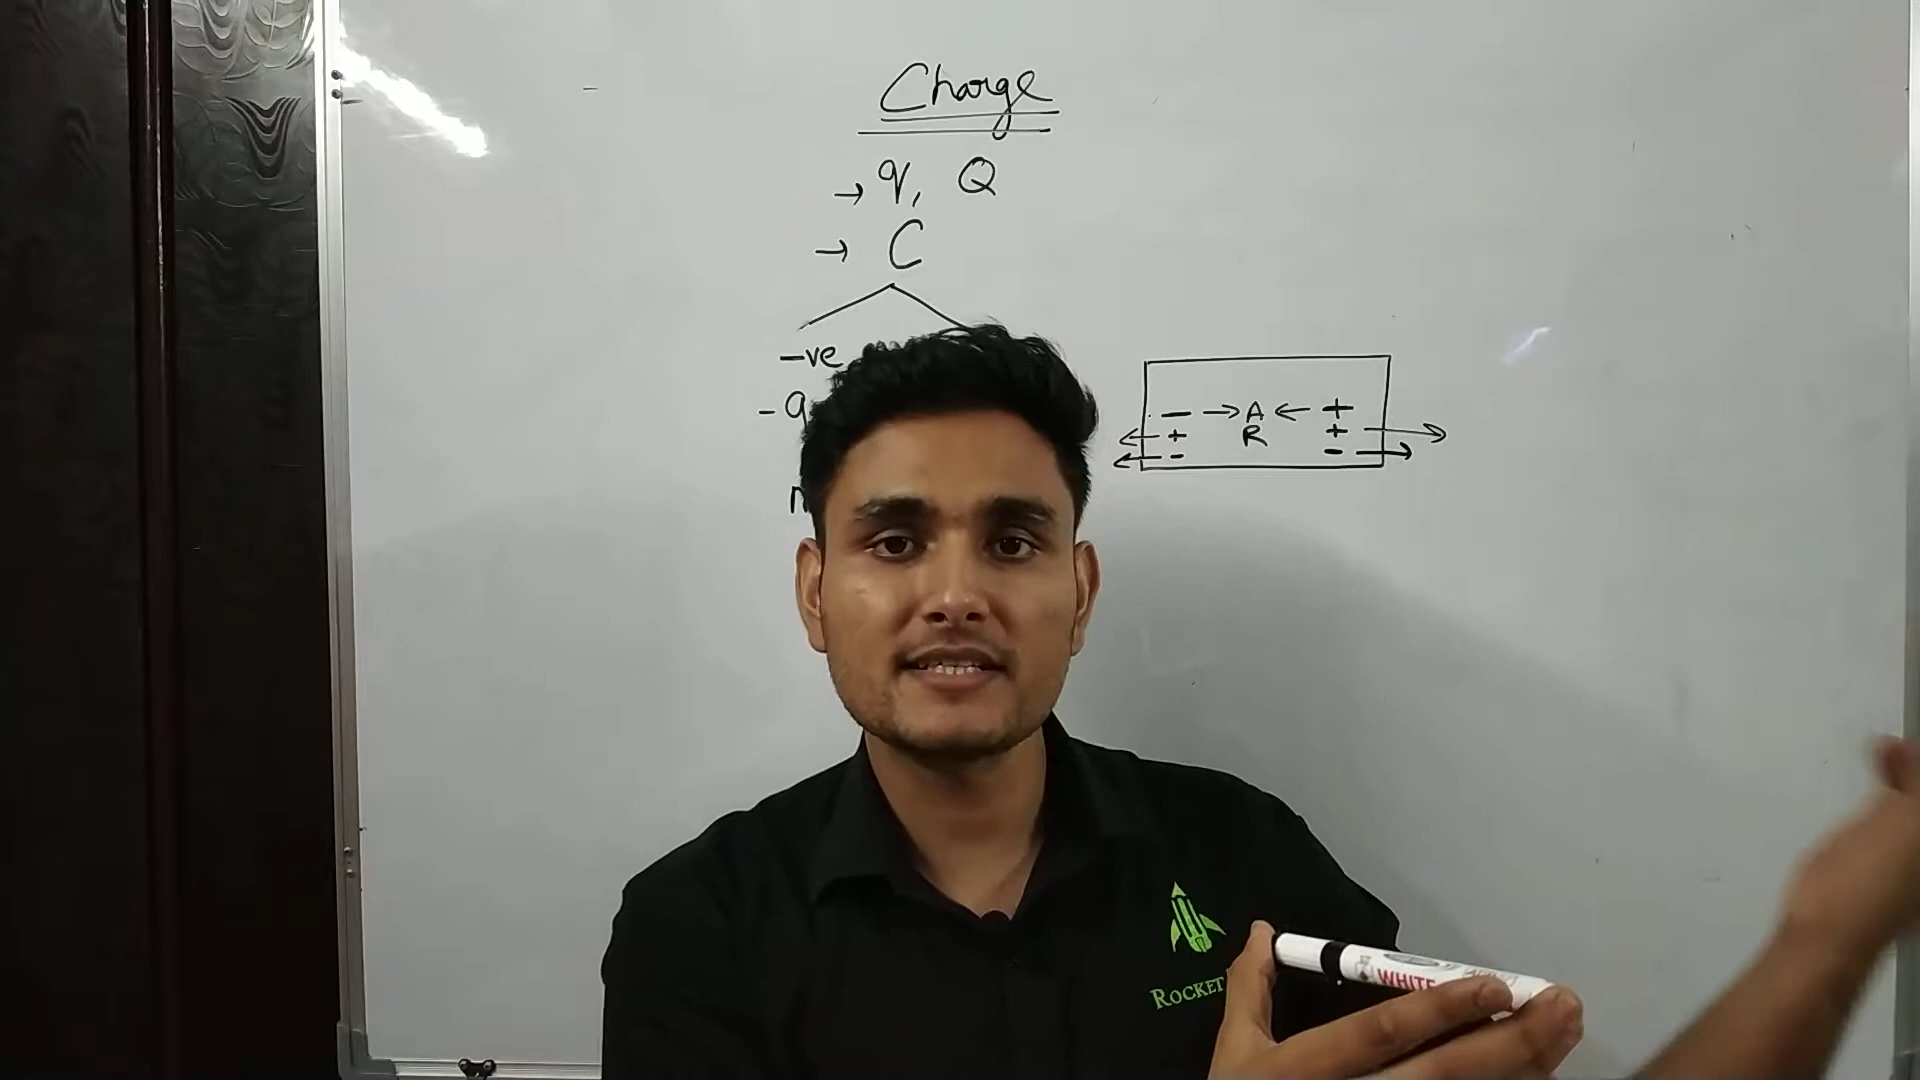 Charge
→ q, Q
→ C
-ve
- q
- → A ← +
← + R + →
← - - →
ROCKET
WHITE